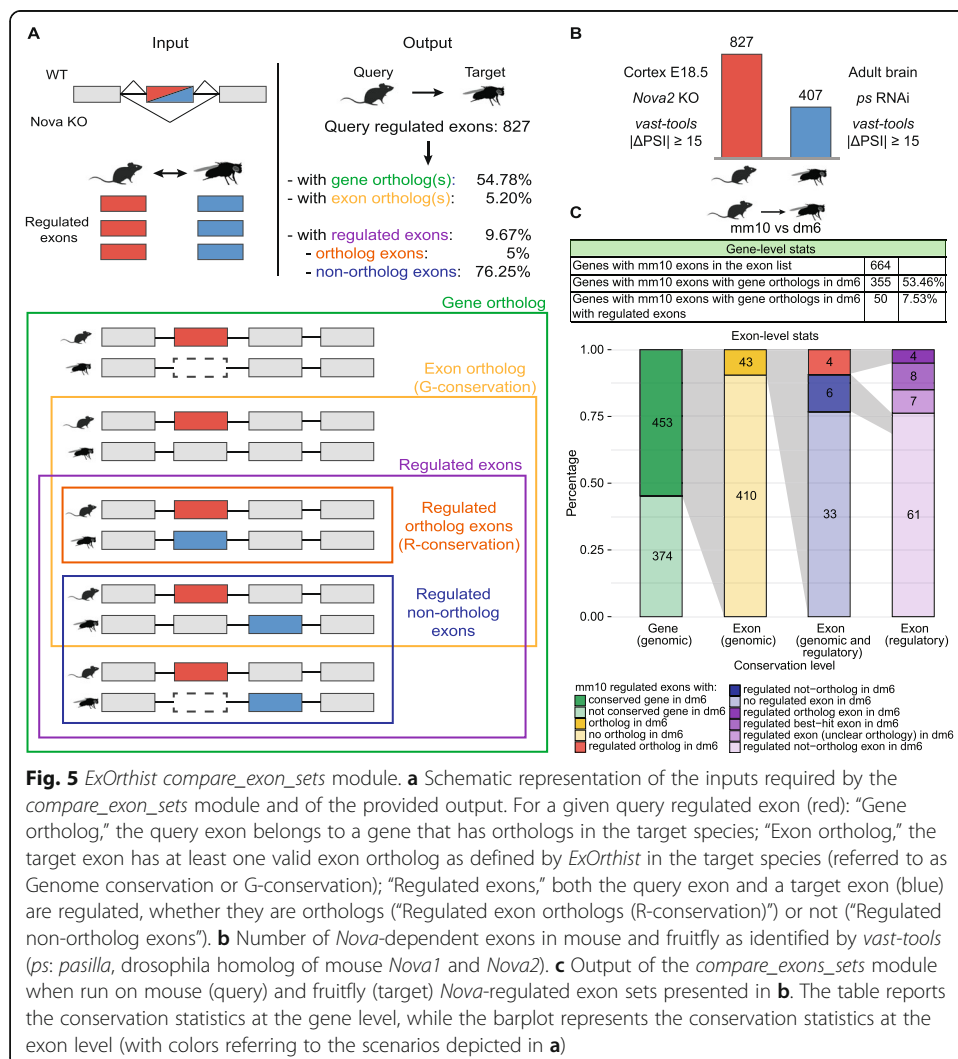 A
Input
Output
WT
Nova KO
Regulated
exons
Query
Target
Query regulated exons: 827
- with gene ortholog(s): 54.78%
- with exon ortholog(s): 5.20%
- with regulated exons: 9.67%
- ortholog exons: 5%
- non-ortholog exons: 76.25%
Gene ortholog
Exon ortholog
(G-conservation)
Regulated exons
Regulated
ortholog exons
(R-conservation)
Regulated
non-ortholog
exons
B
827
407
Cortex E18.5
Nova2 KO
vast-tools
|ΔPSI| ≥ 15
Adult brain
ps RNAi
vast-tools
|ΔPSI| ≥ 15
mm10 vs dm6
C
Gene-level stats
Genes with mm10 exons in the exon list 664
Genes with mm10 exons with gene orthologs in dm6 355 53.46%
Genes with mm10 exons with gene orthologs in dm6 50 7.53%
with regulated exons
Exon-level stats
Percentage
1.00
0.75
0.50
0.25
0.00
453
374
43
410
4
6
33
4
8
7
61
Gene
(genomic)
Exon
(genomic)
Exon
(genomic and
regulatory)
Exon
(regulatory)
Conservation level
mm10 regulated exons with:
conserved gene in dm6
not conserved gene in dm6
ortholog in dm6
no ortholog in dm6
regulated ortholog in dm6
regulated not-ortholog in dm6
no regulated exon in dm6
regulated ortholog exon in dm6
regulated best-hit exon in dm6
regulated exon (unclear orthology) in dm6
regulated not-ortholog exon in dm6
Fig. 5 ExOrthist compare_exon_sets module. a Schematic representation of the inputs required by the
compare_exon_sets module and of the provided output. For a given query regulated exon (red): “Gene
ortholog,” the query exon belongs to a gene that has orthologs in the target species; “Exon ortholog,” the
target exon has at least one valid exon ortholog as defined by ExOrthist in the target species (referred to as
Genome conservation or G-conservation); “Regulated exons,” both the query exon and a target exon (blue)
are regulated, whether they are orthologs (“Regulated exon orthologs (R-conservation)”) or not (“Regulated
non-ortholog exons”). b Number of Nova-dependent exons in mouse and fruitfly as identified by vast-tools
(ps: pasilla, drosophila homolog of mouse Nova1 and Nova2). c Output of the compare_exons_sets module
when run on mouse (query) and fruitfly (target) Nova-regulated exon sets presented in b. The table reports
the conservation statistics at the gene level, while the barplot represents the conservation statistics at the
exon level (with colors referring to the scenarios depicted in a)